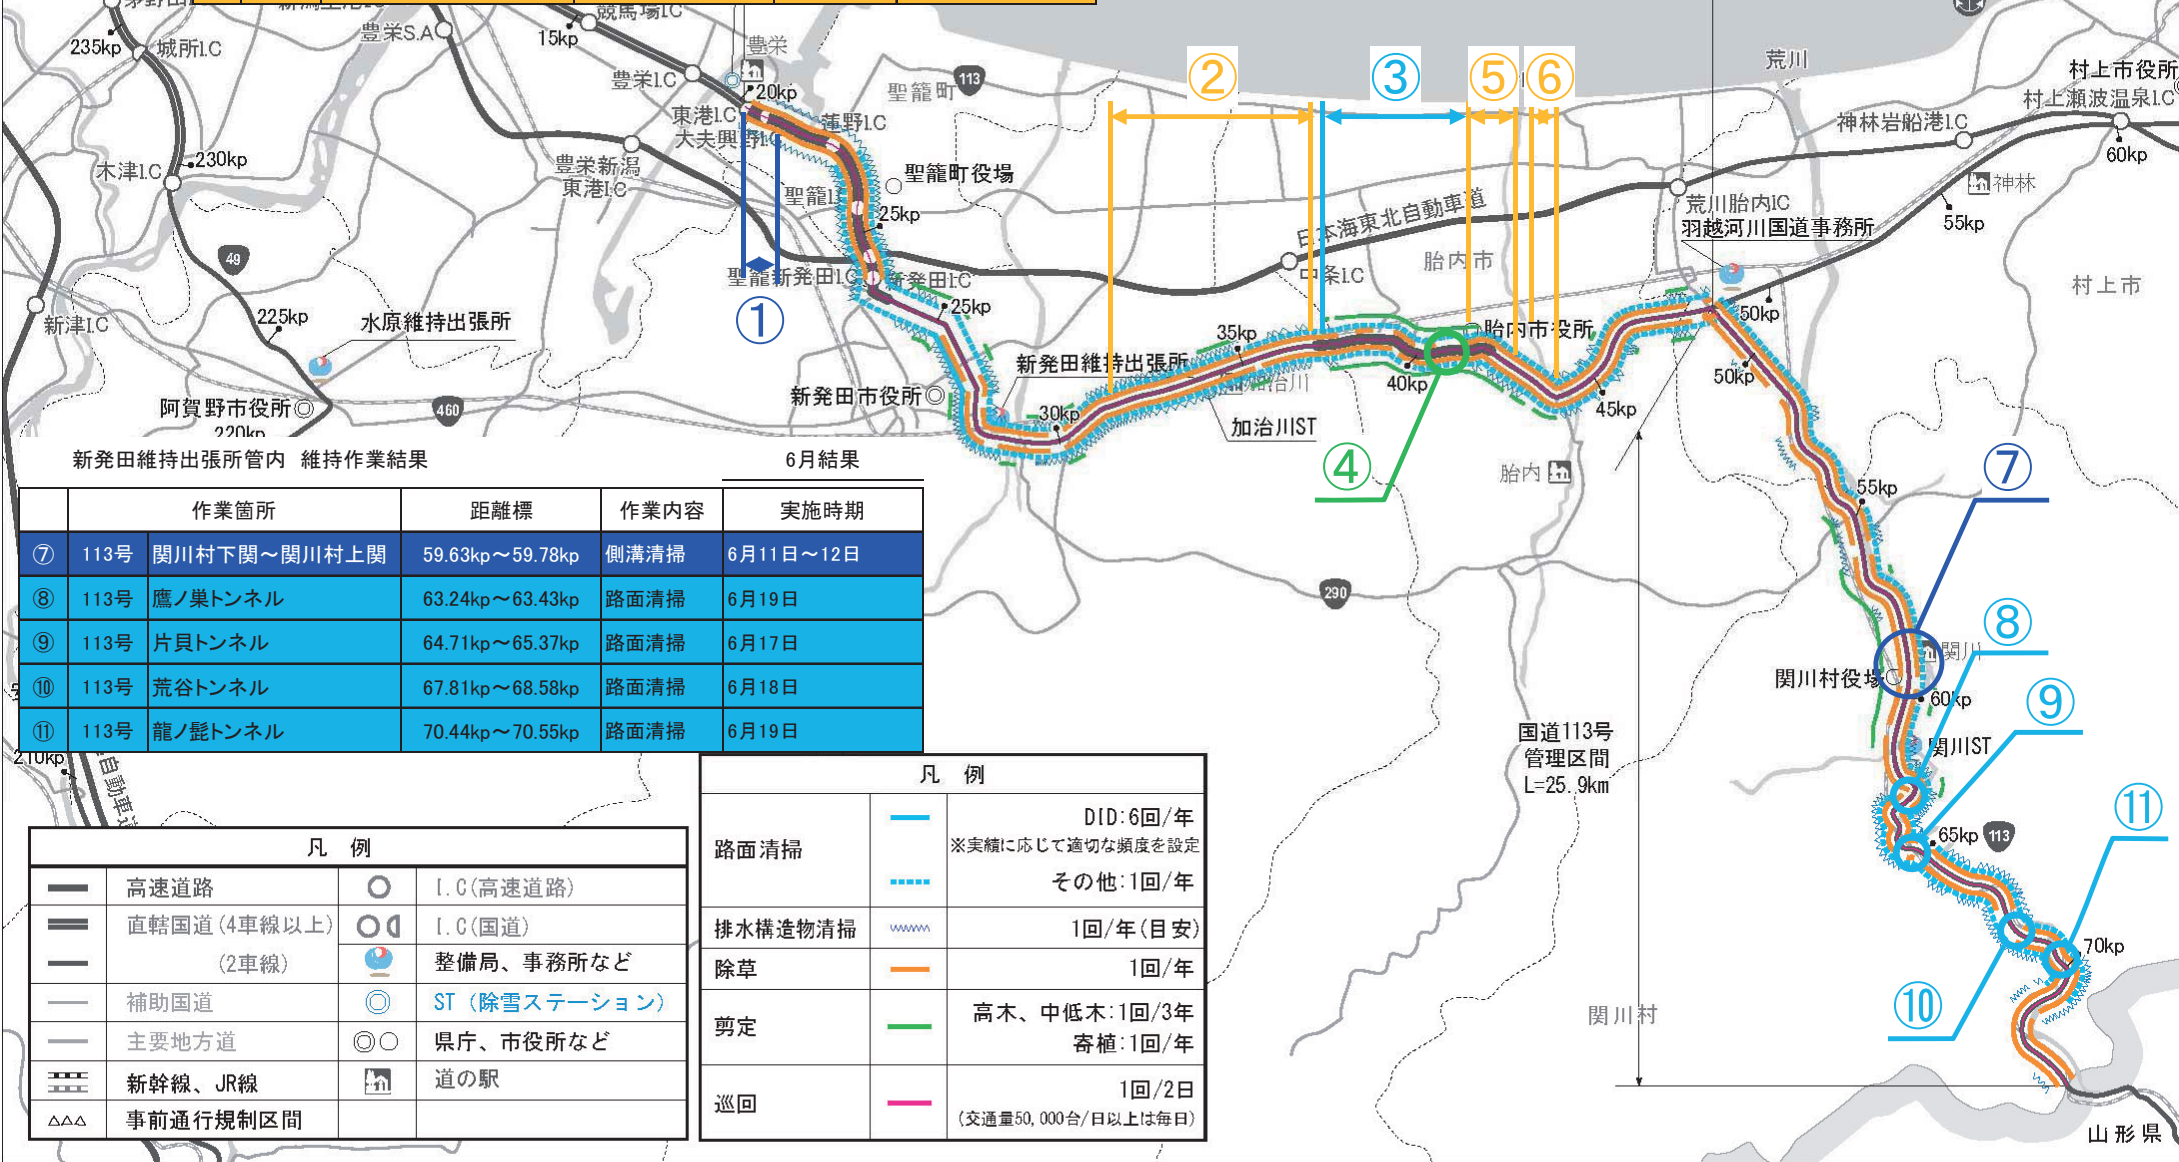 競馬場I.C
235kp
城所I.C
豊栄S.A
15kp
豊栄
豊栄I.C
20kp
113
聖籠町
荒川
村上市役所
村上瀬波温泉I.C
東港I.C
蓮野I.C
大夫興野I.C
神林岩船港I.C
60kp
木津I.C
230kp
豊栄新潟
東港I.C
聖籠町役場
聖籠I.C
25kp
神林
荒川胎内IC
55kp
羽越河川国道事務所
日本海東北自動車道
49
聖籠新発田I.C
新発田I.C
中条I.C
胎内市
村上市
新津I.C
225kp
水原維持出張所
25kp
①
②
③
⑤
⑥
50kp
35kp
胎内市役所
新発田維持出張所
加治川
40kp
50kp
新発田市役所
45kp
阿賀野市役所
220kp
460
30kp
加治川ST
④
胎内
⑦
55kp
290
⑧
関川
関川村役場
60kp
⑨
関川ST
国道113号
管理区間
L=25.9km
⑪
65kp
113
70kp
⑩
関川村
山形県
210kp
新発田維持出張所管内 維持作業結果
6月結果
作業箇所 距離標 作業内容 実施時期
⑦ 113号 関川村下関～関川村上関 59.63kp～59.78kp 側溝清掃 6月11日～12日
⑧ 113号 鷹ノ巣トンネル 63.24kp～63.43kp 路面清掃 6月19日
⑨ 113号 片貝トンネル 64.71kp～65.37kp 路面清掃 6月17日
⑩ 113号 荒谷トンネル 67.81kp～68.58kp 路面清掃 6月18日
⑪ 113号 龍ノ髭トンネル 70.44kp～70.55kp 路面清掃 6月19日
凡 例
高速道路 I.C(高速道路)
直轄国道(4車線以上) I.C(国道)
(2車線) 整備局、事務所など
補助国道 ST（除雪ステーション）
主要地方道 県庁、市役所など
新幹線、JR線 道の駅
事前通行規制区間
凡 例
路面清掃 DID:6回/年
※実績に応じて適切な頻度を設定
その他:1回/年
排水構造物清掃 1回/年(目安)
除草 1回/年
剪定 高木、中低木:1回/3年
寄植:1回/年
巡回 1回/2日
(交通量50,000台/日以上は毎日)